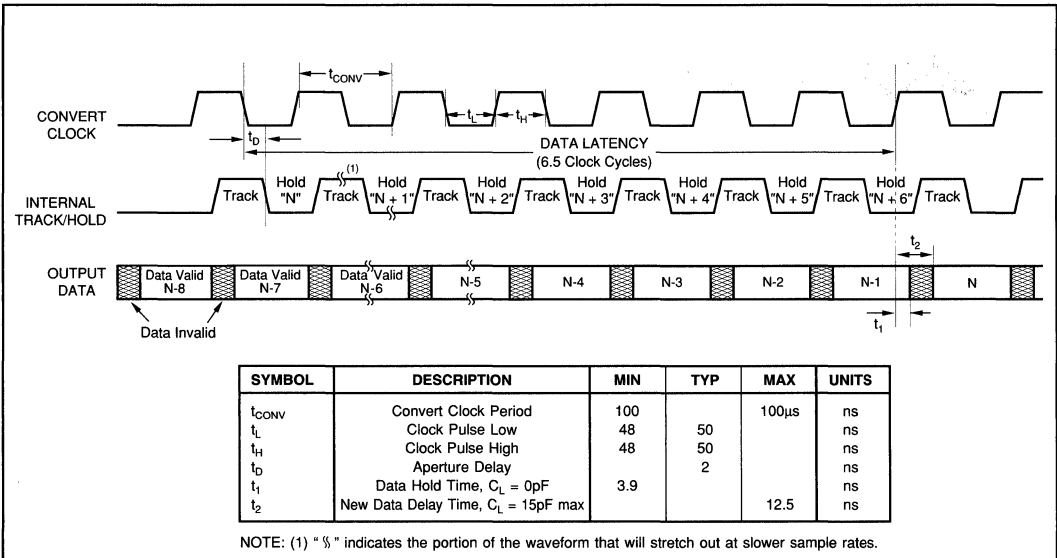 t_CONV
CONVERT
CLOCK
t_L
t_H
t_D
DATA LATENCY
(6.5 Clock Cycles)
(1)
INTERNAL
TRACK/HOLD
Track Hold "N" Track Hold "N + 1" Track Hold "N + 2" Track Hold "N + 3" Track Hold "N + 4" Track Hold "N + 5" Track Hold "N + 6" Track
t_2
OUTPUT
DATA
Data Valid N-8 Data Valid N-7 Data Valid N-6 N-5 N-4 N-3 N-2 N-1 N
Data Invalid
t_1
SYMBOL DESCRIPTION MIN TYP MAX UNITS
t_CONV Convert Clock Period 100 100µs ns
t_L Clock Pulse Low 48 50 ns
t_H Clock Pulse High 48 50 ns
t_D Aperture Delay 2 ns
t_1 Data Hold Time, C_L = 0pF 3.9 ns
t_2 New Data Delay Time, C_L = 15pF max 12.5 ns
NOTE: (1) " § " indicates the portion of the waveform that will stretch out at slower sample rates.